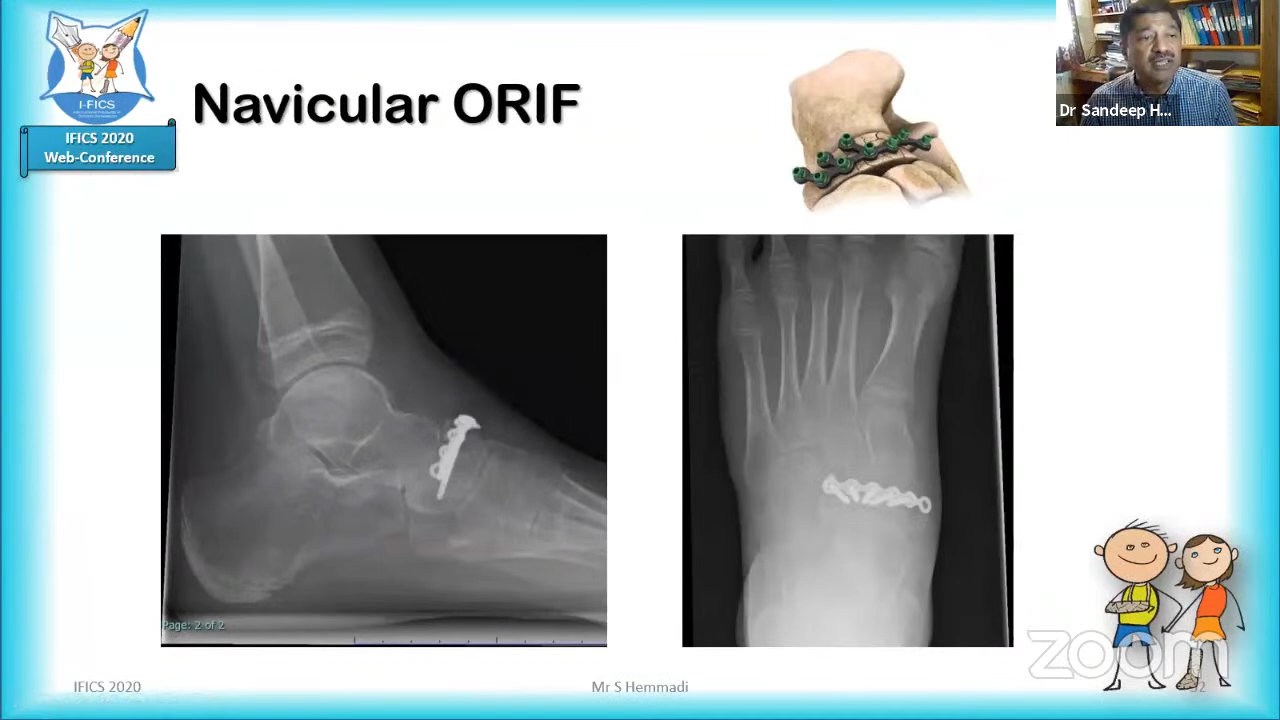 I-FICS
IFICS 2020
Web-Conference
Navicular ORIF
Dr Sandeep H...
Page: 2 of 2
IFICS 2020
Mr S Hemmadi
zoom